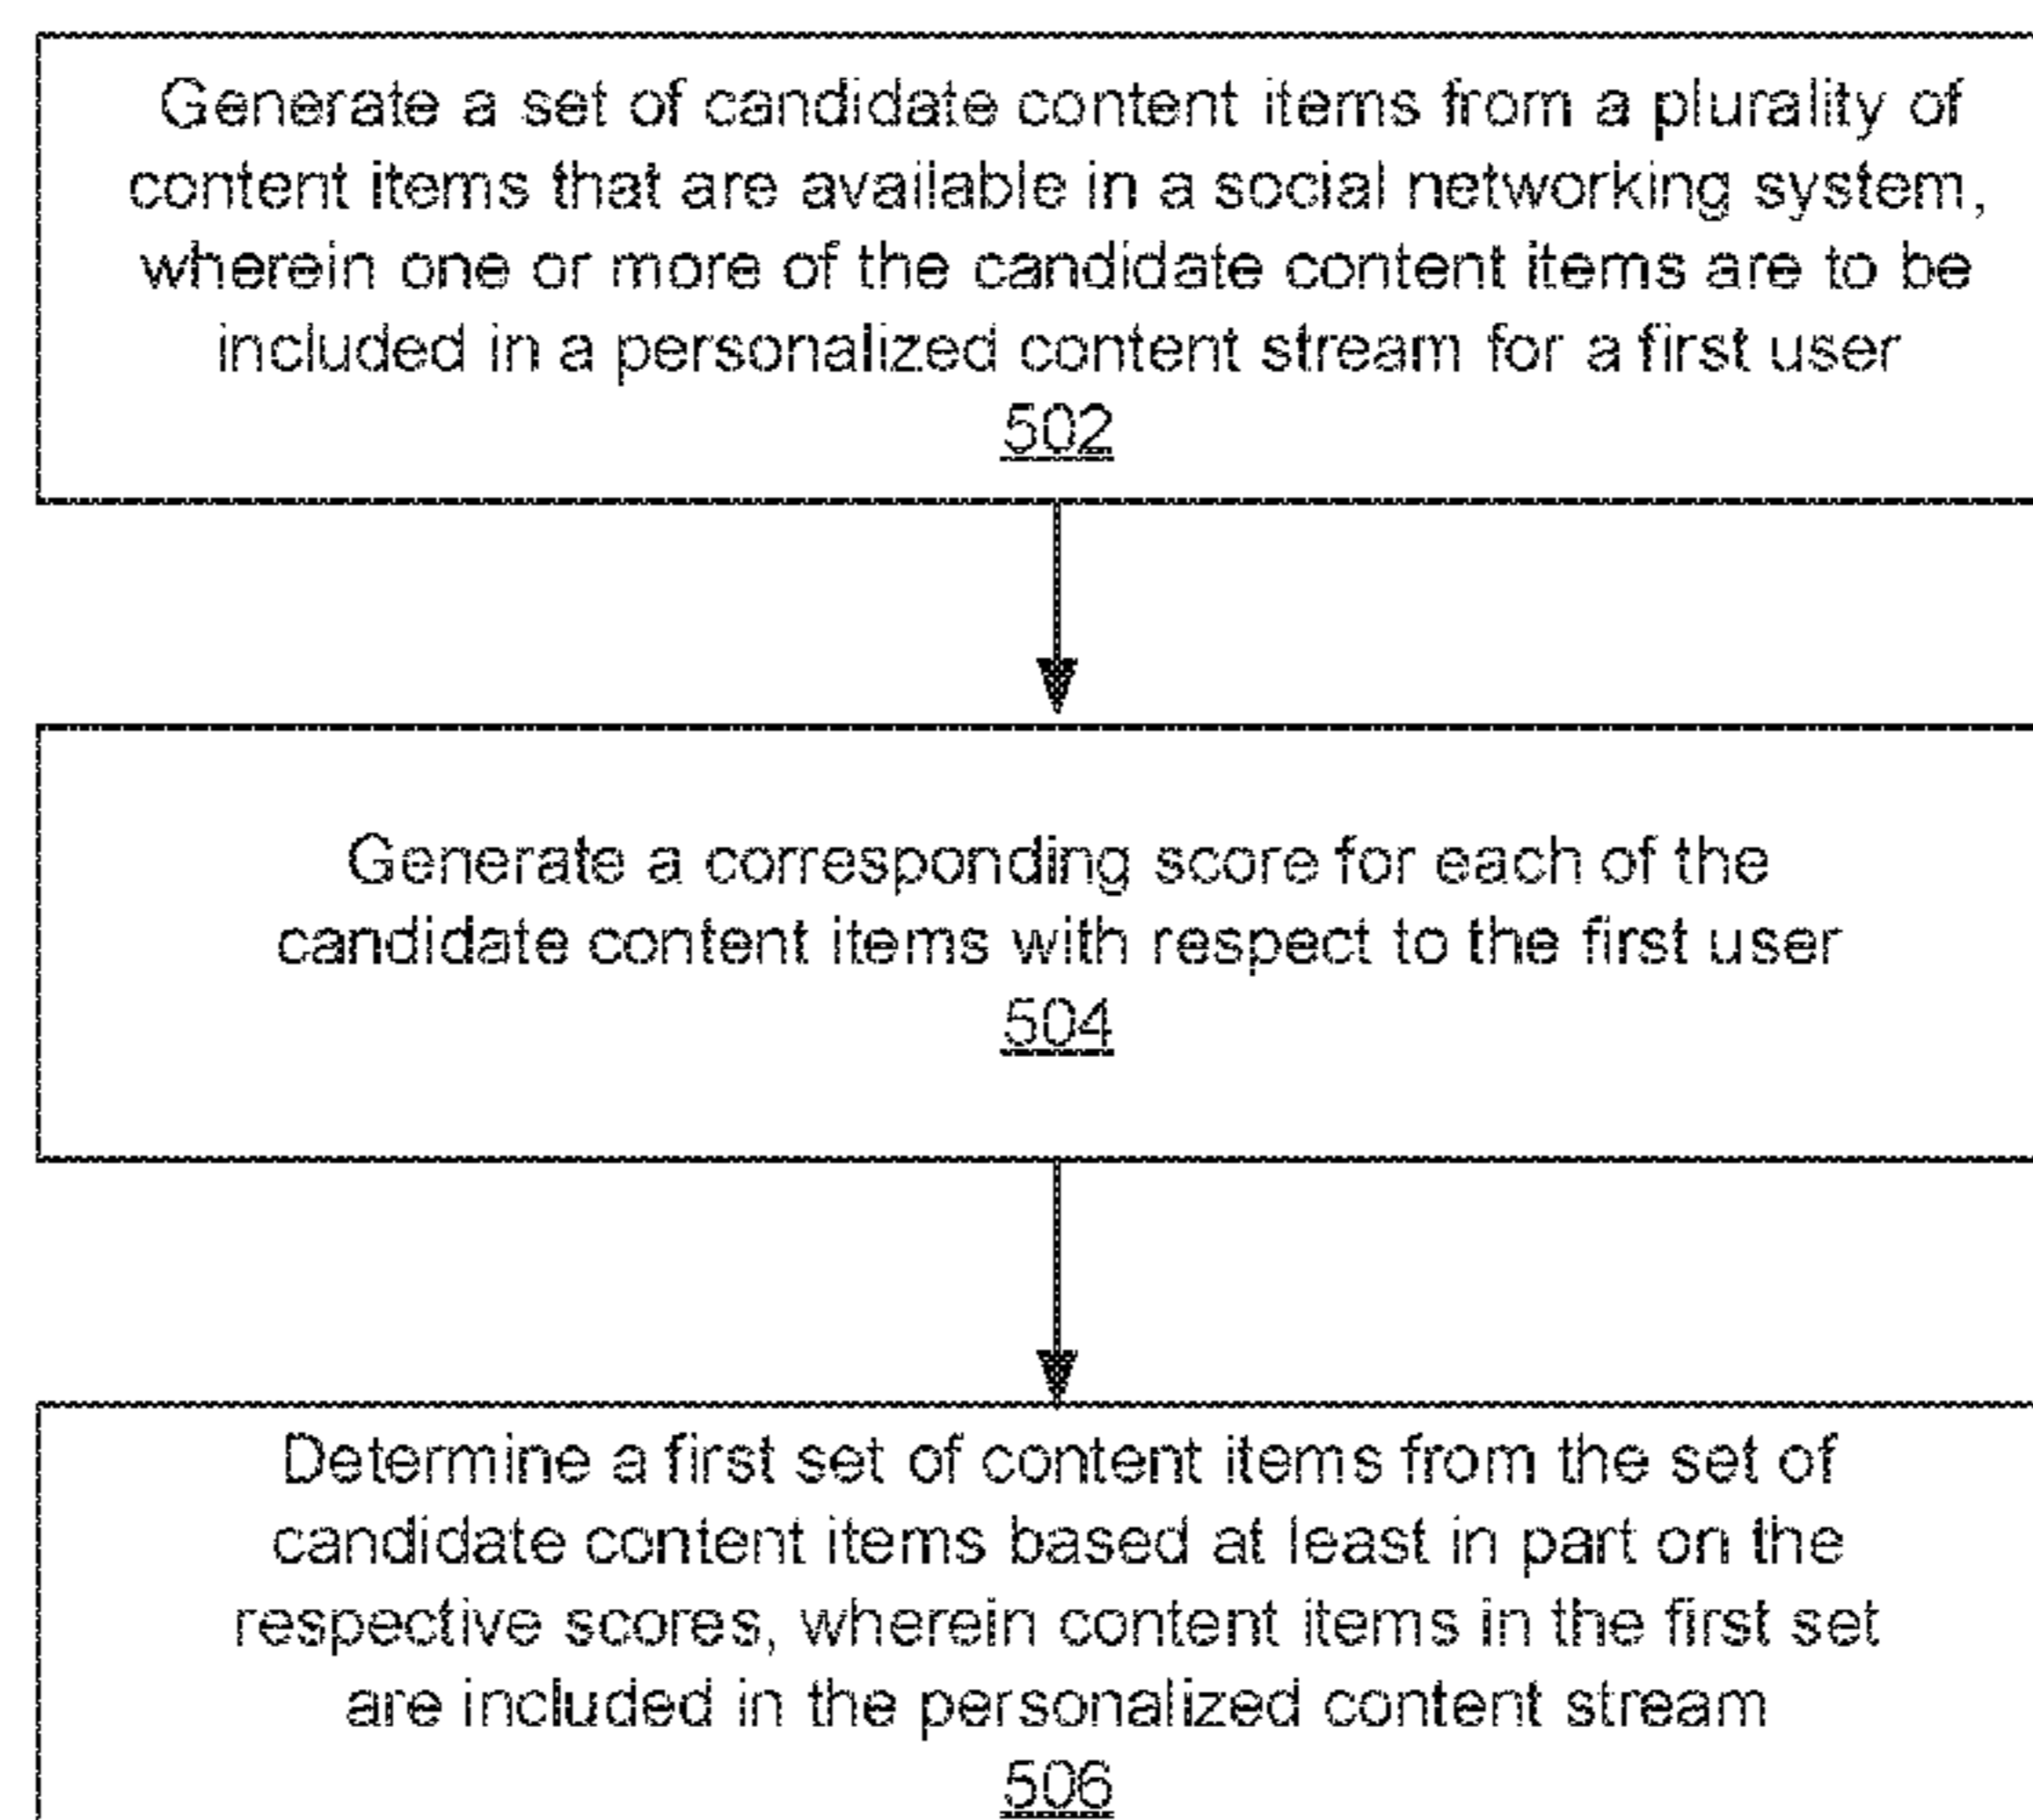 Generate a set of candidate content items from a plurality of
content items that are available in a social networking system,
wherein one or more of the candidate content items are to be
included in a personalized content stream for a first user
502
Generate a corresponding score for each of the
candidate content items with respect to the first user
504
Determine a first set of content items from the set of
candidate content items based at least in part on the
respective scores, wherein content items in the first set
are included in the personalized content stream
506